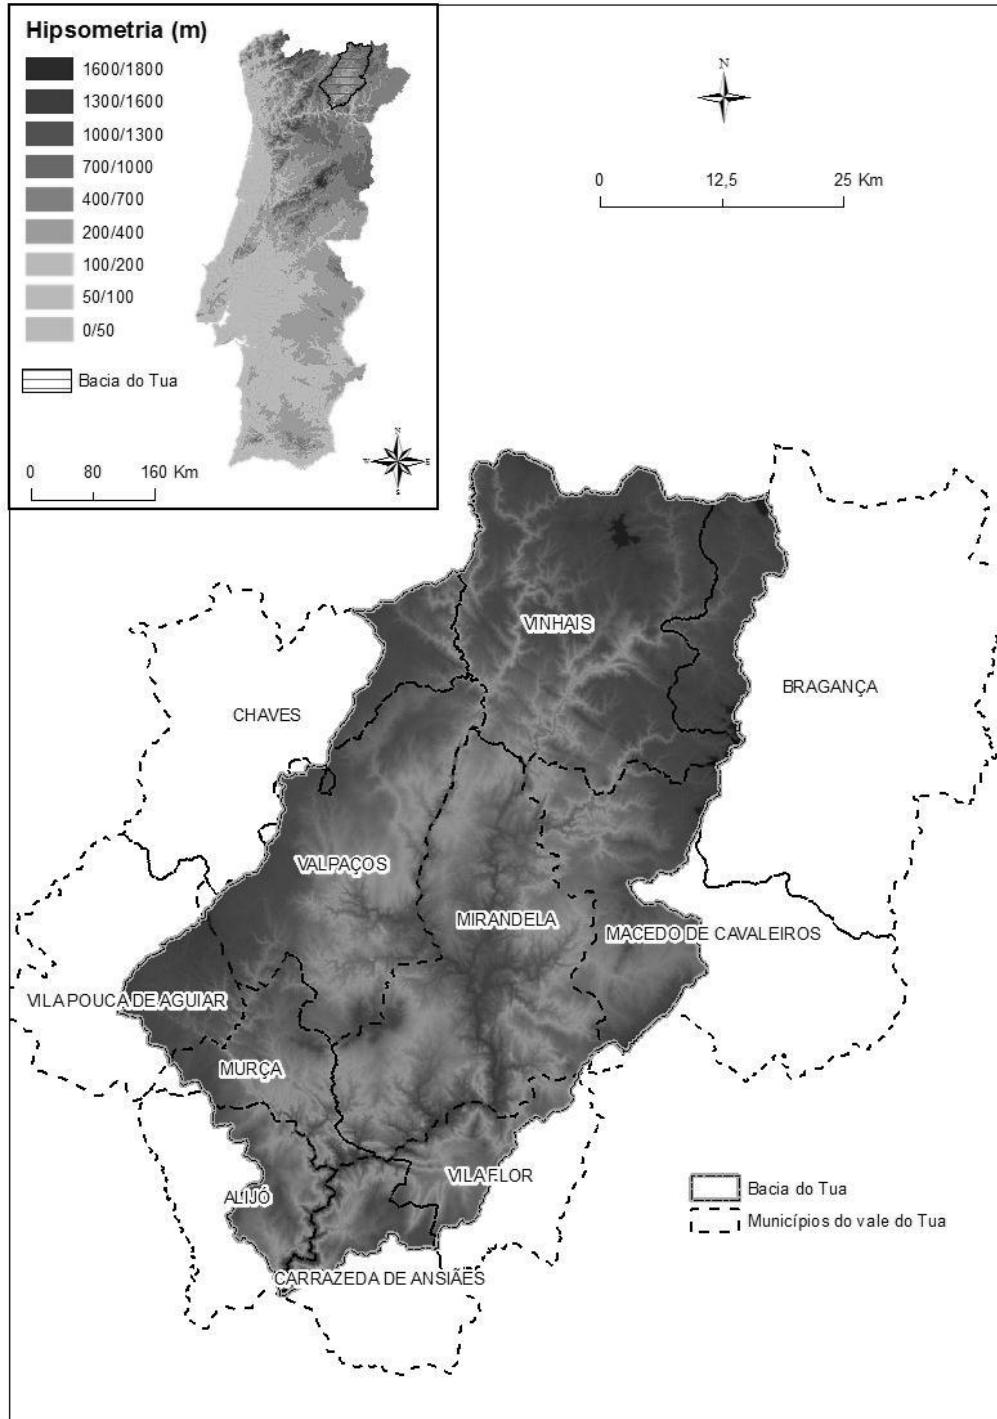 Hipsometria (m)
1600/1800
1300/1600
1000/1300
700/1000
400/700
200/400
100/200
50/100
0/50
Bacia do Tua
0 80 160 Km
N
W E
S
N
0 12,5 25 Km
VINHAIS
BRAGANÇA
CHAVES
VALPAÇOS
MIRANDELA
MACEDO DE CAVALEIROS
VILA POUCA DE AGUIAR
MURÇA
VILA FLOR
ALIJÓ
CARRAZEDA DE ANSIÃES
Bacia do Tua
Municípios do vale do Tua